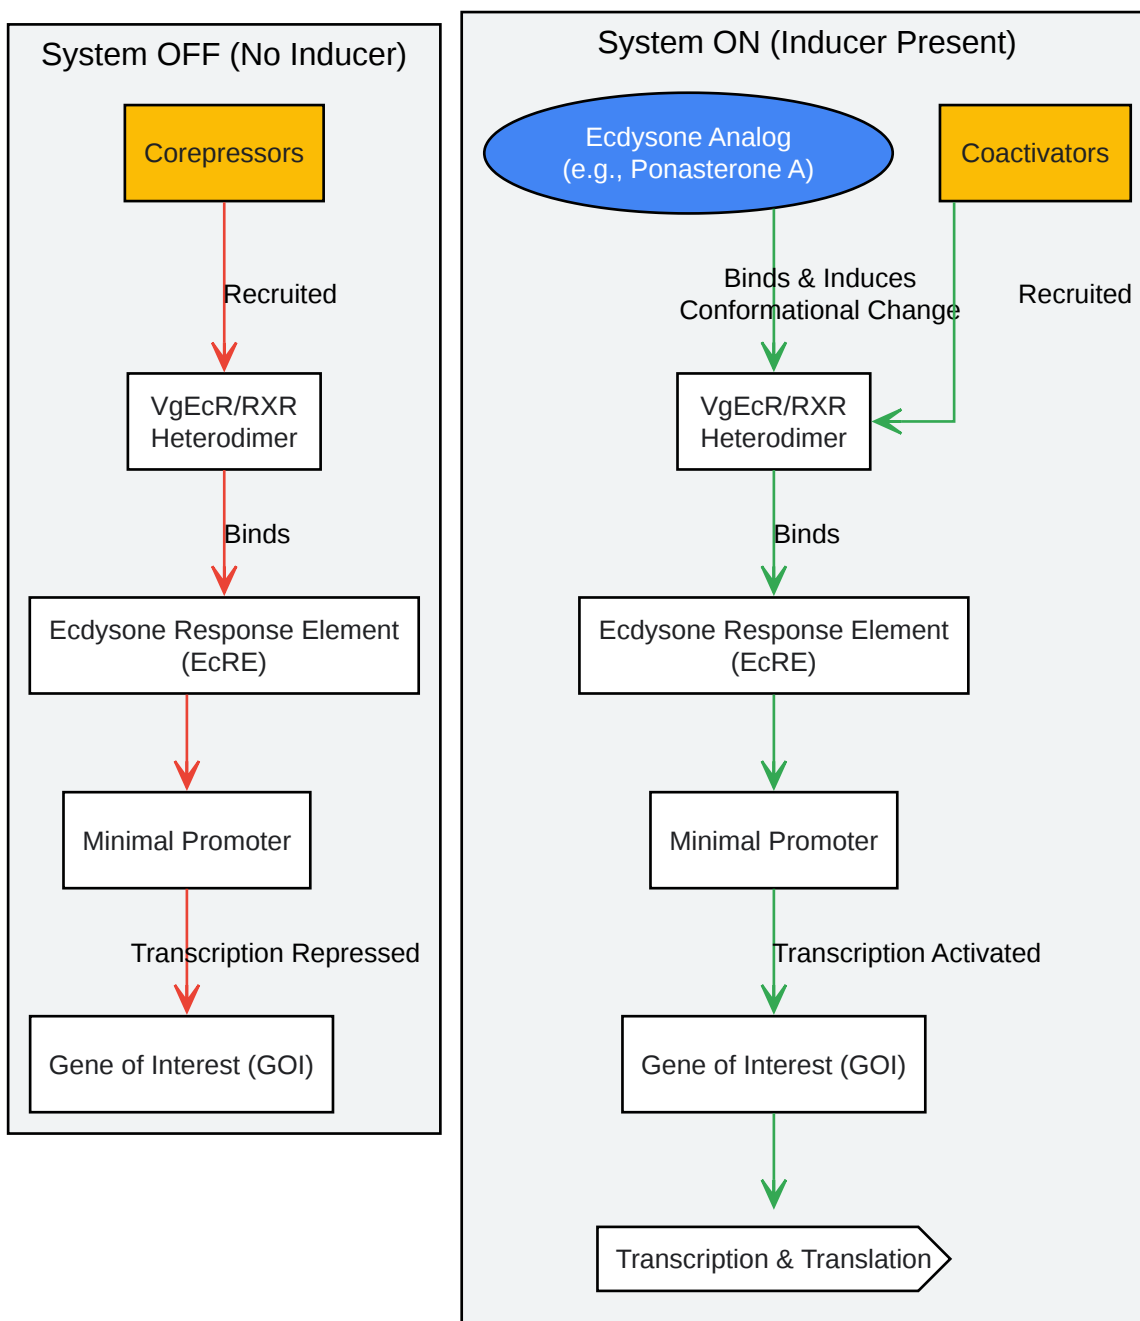 System OFF (No Inducer)
Corepressors
Recruited
VgEcR/RXR
Heterodimer
Binds
Ecdysone Response Element
(EcRE)
Minimal Promoter
Transcription Repressed
Gene of Interest (GOI)
System ON (Inducer Present)
Ecdysone Analog
(e.g., Ponasterone A)
Coactivators
Binds & Induces
Conformational Change
Recruited
VgEcR/RXR
Heterodimer
Binds
Ecdysone Response Element
(EcRE)
Minimal Promoter
Transcription Activated
Gene of Interest (GOI)
Transcription & Translation